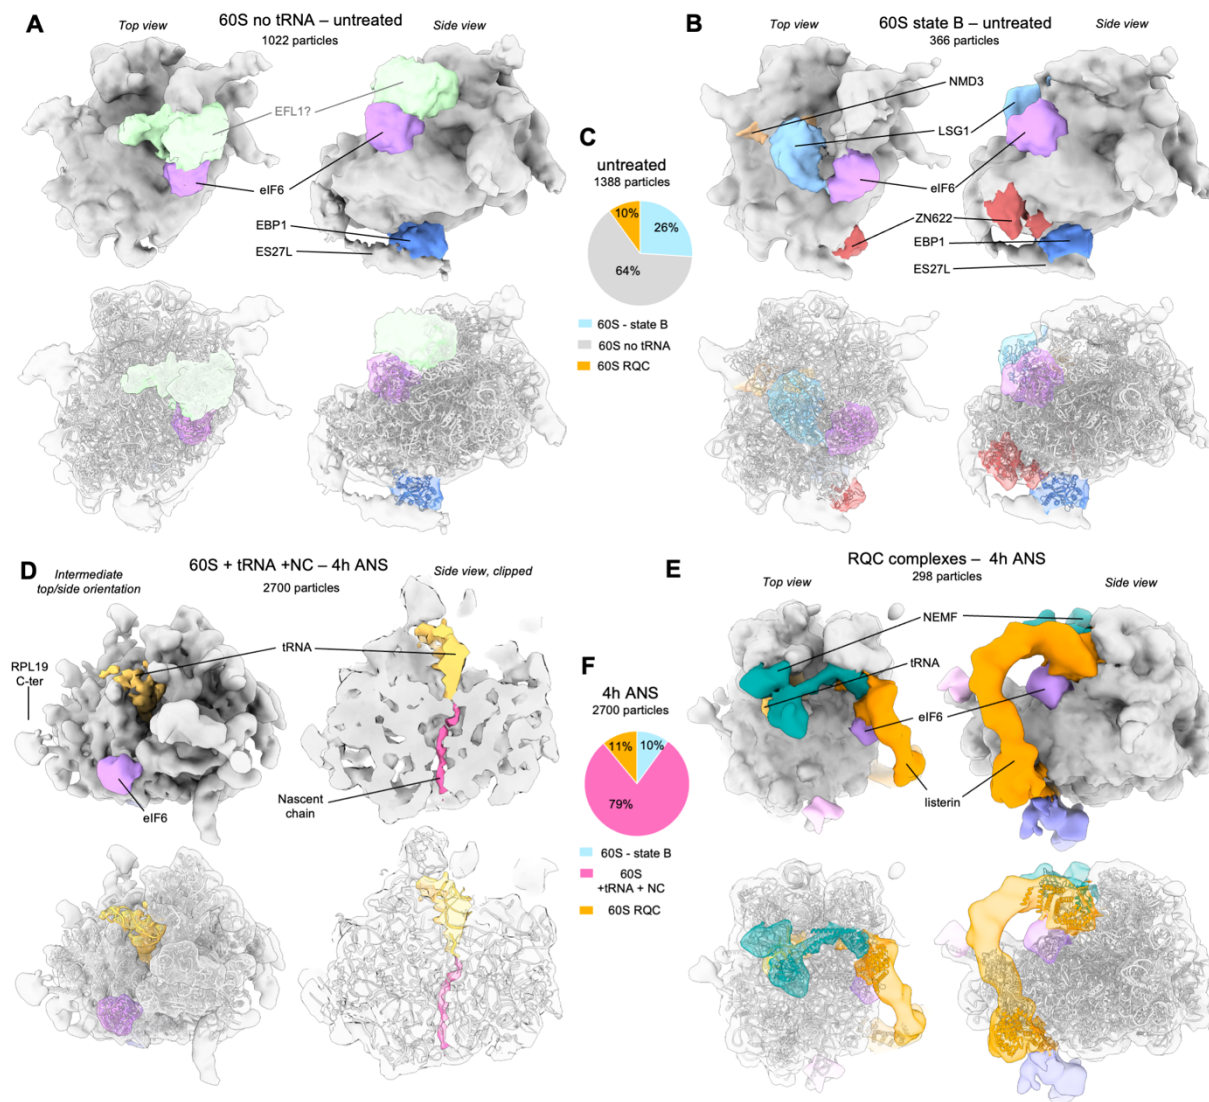 A
60S no tRNA – untreated
Top view
1022 particles
Side view
EFL1?
eIF6
EBP1
ES27L
B
60S state B – untreated
Top view
366 particles
Side view
NMD3
LSG1
eIF6
ZN622
EBP1
ES27L
C
untreated
1388 particles
10%
26%
64%
60S - state B
60S no tRNA
60S RQC
D
60S + tRNA +NC – 4h ANS
Intermediate
top/side orientation
2700 particles
Side view, clipped
RPL19
C-ter
tRNA
eIF6
Nascent
chain
E
RQC complexes – 4h ANS
Top view
298 particles
Side view
NEMF
tRNA
eIF6
listerin
F
4h ANS
2700 particles
11%
10%
79%
60S - state B
60S
+tRNA + NC
60S RQC